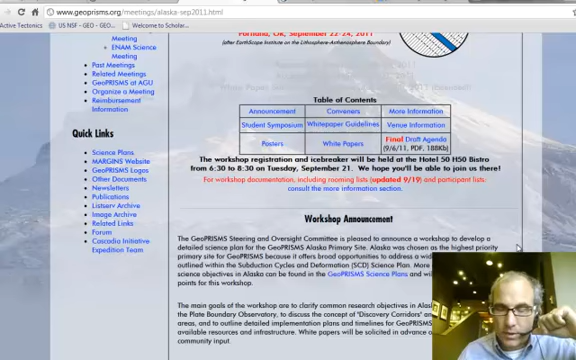 www.geoprisms.org/meetings/alaska-sep2011.html
Active Tectonics
US NSF - GEO - GEO...
Welcome to Scholar...
Meeting
ENAM Science
Meeting
Past Meetings
Related Meetings
GeoPRISMS at AGU
Organize a Meeting
Reimbursement
Information
Quick Links
Science Plans
MARGINS Website
GeoPRISMS Logos
Other Documents
Newsletters
Publications
Listserv Archive
Image Archive
Related Links
Forum
Cascadia Initiative
Expedition Team
Portland, OR, September 22-24, 2011
(after EarthScope Institute on the Lithosphere-Asthenosphere Boundary)
Table of Contents
Announcement Conveners More Information
Student Symposium Whitepaper Guidelines Venue Information
Posters White Papers Final Draft Agenda
(9/6/11, PDF, 188Kb)
The workshop registration and icebreaker will be held at the Hotel 50 H50 Bistro
from 6:30 to 8:30 on Tuesday, September 21. We hope you'll be able to join us there!
For workshop documentation, including rooming lists (updated 9/19) and participant lists:
consult the more information section.
Workshop Announcement
The GeoPRISMS Steering and Oversight Committee is pleased to announce a workshop to develop a
detailed science plan for the GeoPRISMS Alaska Primary Site. Alaska was chosen as the highest priority
primary site for GeoPRISMS because it offers broad opportunities to address a wid
outlined within the Subduction Cycles and Deformation (SCD) Science Plan. More
science objectives in Alaska can be found in the GeoPRISMS Science Plans and wil
points for this workshop.
The main goals of the workshop are to clarify common research objectives in Alas
the Plate Boundary Observatory, to discuss the concept of "Discovery Corridors"
areas, and to outline detailed implementation plans and timelines for GeoPRISMS
available resources and infrastructure. White papers will be solicited in advance o
community input